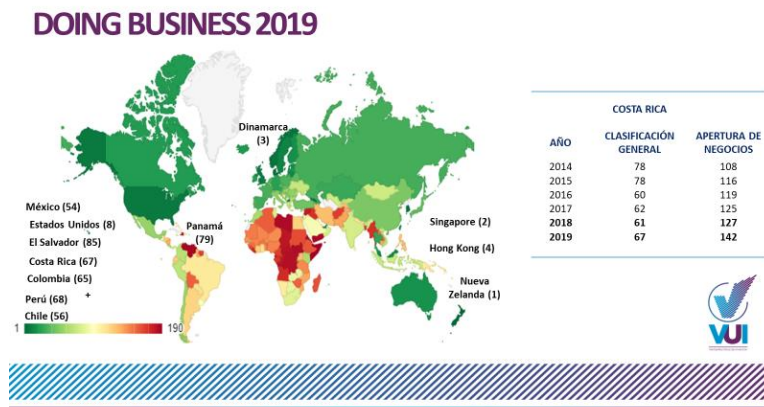 DOING BUSINESS 2019
Dinamarca
(3)
México (54)
Estados Unidos (8)
El Salvador (85)
Costa Rica (67)
Colombia (65)
Perú (68)
Chile (56)
Panamá
(79)
Singapore (2)
Hong Kong (4)
Nueva
Zelanda (1)
1 190
COSTA RICA
AÑO CLASIFICACIÓN GENERAL APERTURA DE NEGOCIOS
2014 78 108
2015 78 116
2016 60 119
2017 62 125
2018 61 127
2019 67 142
VUI